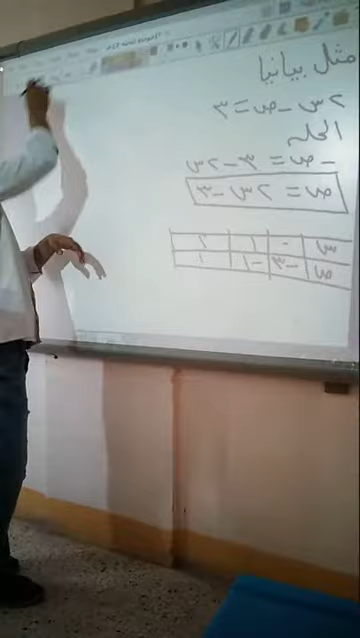 مثل بيانيا
٢س - ص = ٣
الحل
- ص = ٣ - ٢س
ص = ٢س - ٣
س ٠ ١ ٢
ص -٣ -١ ١